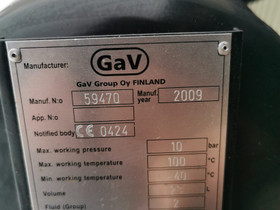 Manufacturer: GaV
GaV Group Oy FINLAND
Manuf. N:o 59470 Manuf. year 2009
App. N:o
Notified body CE 0424
Max. working pressure 10 bar
Max. working temperature 100 °C
Min. working temperature -40 °C
Volume L
Fluid (Group)